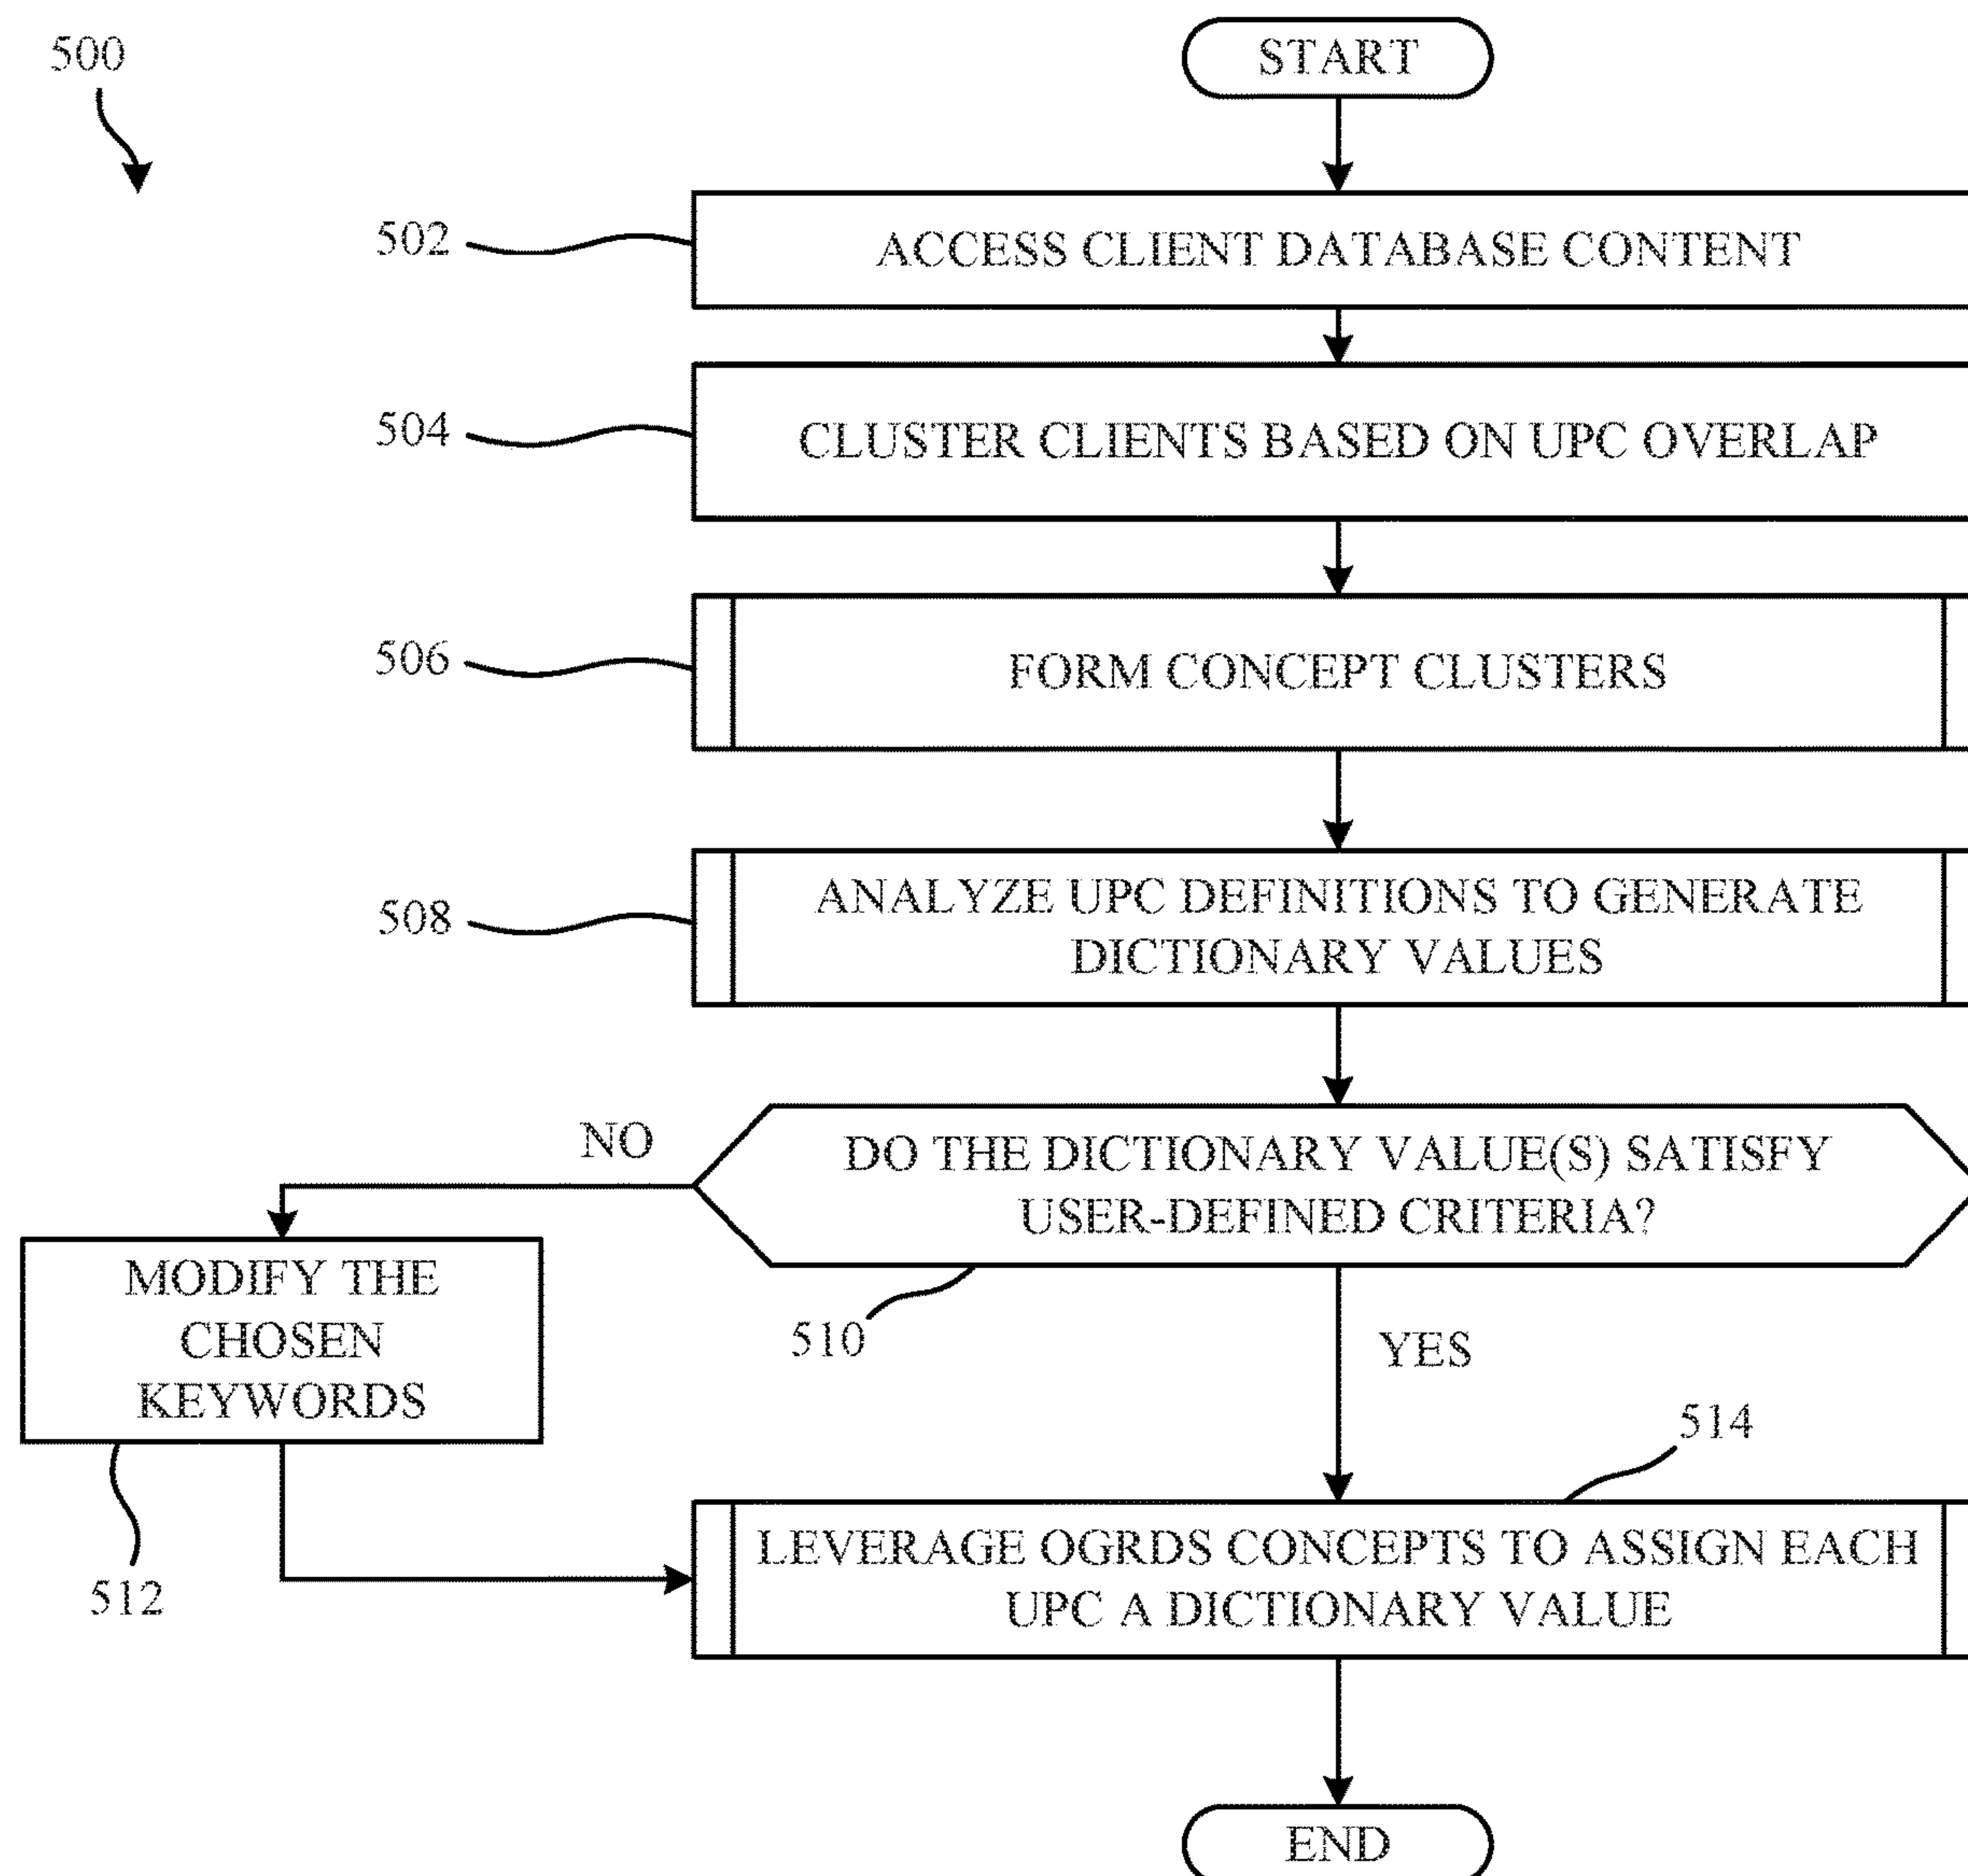 500
START
502
ACCESS CLIENT DATABASE CONTENT
504
CLUSTER CLIENTS BASED ON UPC OVERLAP
506
FORM CONCEPT CLUSTERS
508
ANALYZE UPC DEFINITIONS TO GENERATE
DICTIONARY VALUES
NO
DO THE DICTIONARY VALUE(S) SATISFY
USER-DEFINED CRITERIA?
510
YES
MODIFY THE
CHOSEN
KEYWORDS
512
514
LEVERAGE OGRDS CONCEPTS TO ASSIGN EACH
UPC A DICTIONARY VALUE
END